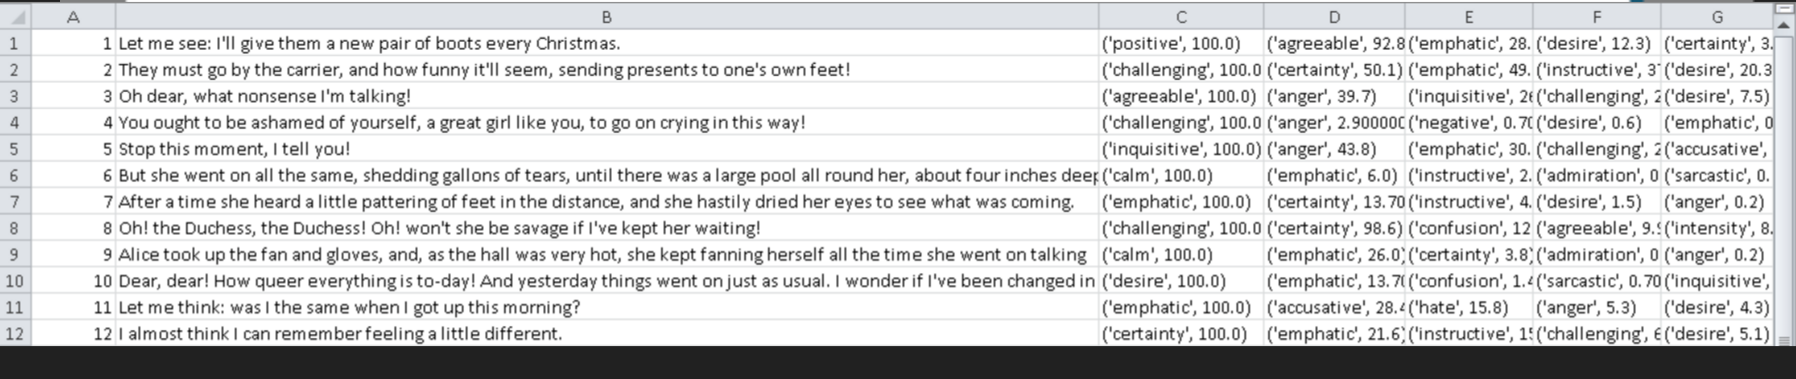 A B C D E F G
1 1 Let me see: I'll give them a new pair of boots every Christmas. ('positive', 100.0) ('agreeable', 92.8 ('emphatic', 28. ('desire', 12.3) ('certainty', 3.
2 2 They must go by the carrier, and how funny it'll seem, sending presents to one's own feet! ('challenging', 100.0 ('certainty', 50.1) ('emphatic', 49. ('instructive', 3 ('desire', 20.3
3 3 Oh dear, what nonsense I'm talking! ('agreeable', 100.0) ('anger', 39.7) ('inquisitive', 2 ('challenging', 2 ('desire', 7.5)
4 4 You ought to be ashamed of yourself, a great girl like you, to go on crying in this way! ('challenging', 100.0 ('anger', 2.900000 ('negative', 0.70 ('desire', 0.6) ('emphatic', 0
5 5 Stop this moment, I tell you! ('inquisitive', 100.0) ('anger', 43.8) ('emphatic', 30. ('challenging', 2 ('accusative',
6 6 But she went on all the same, shedding gallons of tears, until there was a large pool all round her, about four inches deep ('calm', 100.0) ('emphatic', 6.0) ('instructive', 2. ('admiration', 0 ('sarcastic', 0.
7 7 After a time she heard a little pattering of feet in the distance, and she hastily dried her eyes to see what was coming. ('emphatic', 100.0) ('certainty', 13.70 ('instructive', 4. ('desire', 1.5) ('anger', 0.2)
8 8 Oh! the Duchess, the Duchess! Oh! won't she be savage if I've kept her waiting! ('challenging', 100.0 ('certainty', 98.6) ('confusion', 12 ('agreeable', 9. ('intensity', 8.
9 9 Alice took up the fan and gloves, and, as the hall was very hot, she kept fanning herself all the time she went on talking ('calm', 100.0) ('emphatic', 26.0) ('certainty', 3.8) ('admiration', 0 ('anger', 0.2)
10 10 Dear, dear! How queer everything is to-day! And yesterday things went on just as usual. I wonder if I've been changed in ('desire', 100.0) ('emphatic', 13.70 ('confusion', 1.4 ('sarcastic', 0.70 ('inquisitive',
11 11 Let me think: was I the same when I got up this morning? ('emphatic', 100.0) ('accusative', 28.4 ('hate', 15.8) ('anger', 5.3) ('desire', 4.3)
12 12 I almost think I can remember feeling a little different. ('certainty', 100.0) ('emphatic', 21.6) ('instructive', 1 ('challenging', 6 ('desire', 5.1)